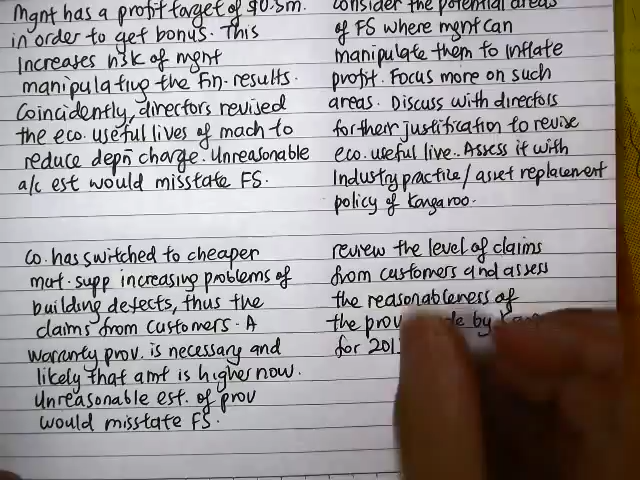 Mgnt has a profit target of $0.5m.
in order to get bonus. This
increases risk of mgnt
manipulating the fin. results.
Coincidently, directors revised
the eco. useful lives of mach to
reduce depn charge. Unreasonable
a/c est would misstate FS.
consider the potential areas
of FS where mgnt can
manipulate them to inflate
profit. Focus more on such
areas. Discuss with directors
for their justification to revise
eco. useful live. Assess it with
Industry practice/asset replacement
policy of Kangaroo.
Co. has switched to cheaper
mat. supp increasing problems of
building defects, thus the
claims from customers. A
warranty prov. is necessary and
likely that amt is higher now.
Unreasonable est. of prov
would misstate FS.
review the level of claims
from customers and assess
the reasonableness of
the prov by
for